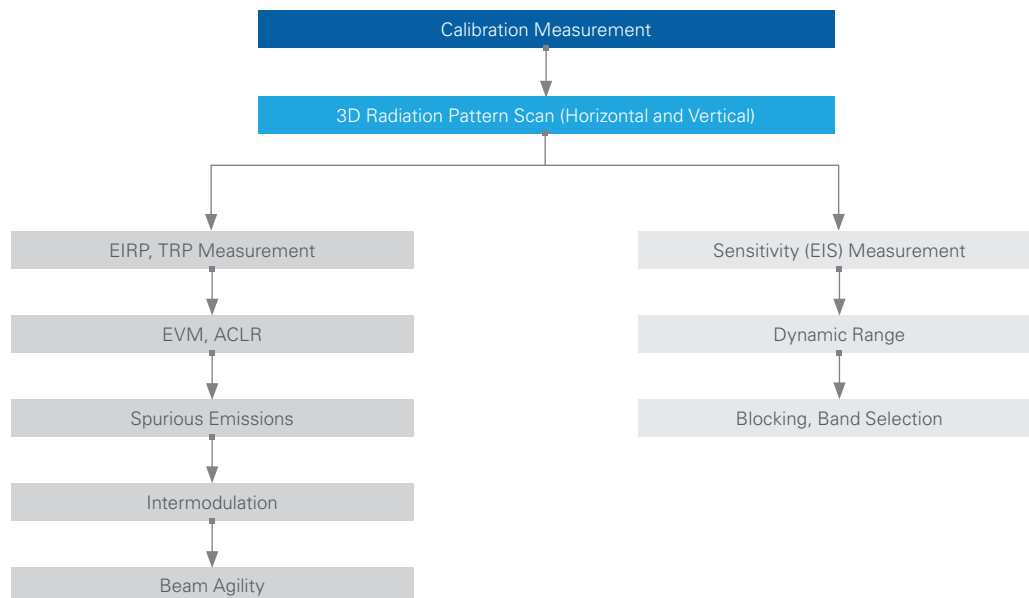 Calibration Measurement
3D Radiation Pattern Scan (Horizontal and Vertical)
EIRP, TRP Measurement
EVM, ACLR
Spurious Emissions
Intermodulation
Beam Agility
Sensitivity (EIS) Measurement
Dynamic Range
Blocking, Band Selection